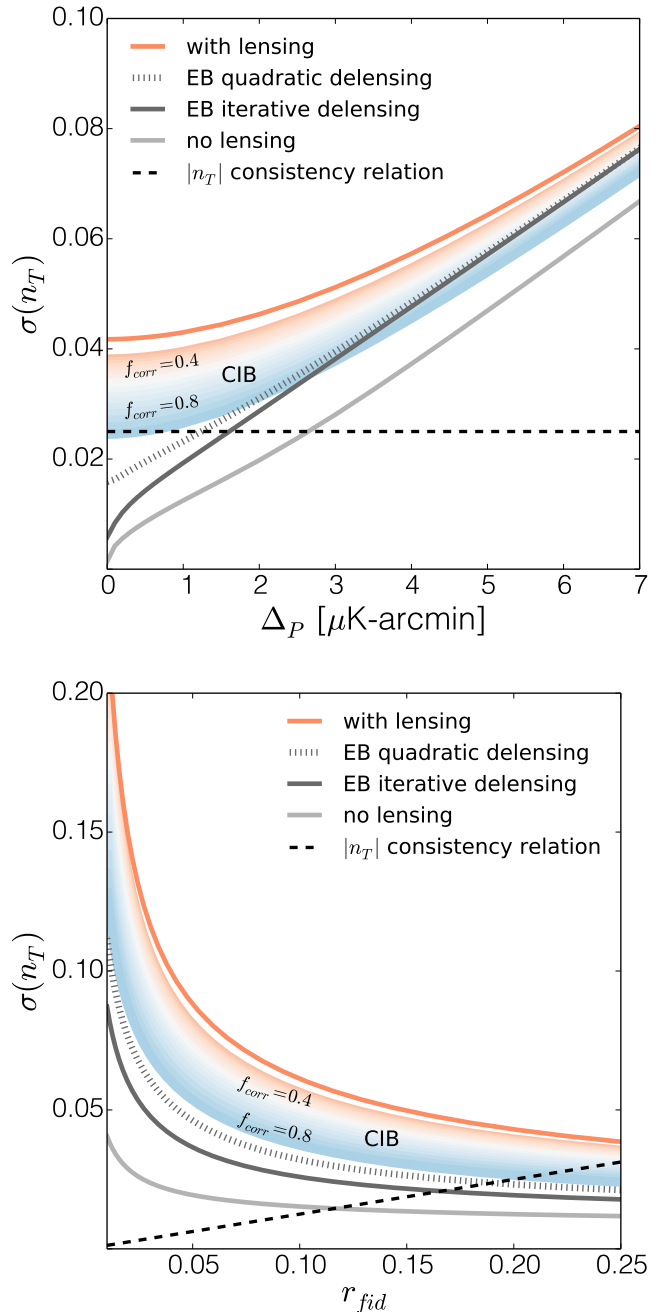 0.10
0.08
0.06
0.04
0.02
σ(n_T)
with lensing
EB quadratic delensing
EB iterative delensing
no lensing
|n_T| consistency relation
f_corr=0.4
CIB
f_corr=0.8
0 1 2 3 4 5 6 7
Δ_P [μK-arcmin]
0.20
0.15
0.10
0.05
σ(n_T)
with lensing
EB quadratic delensing
EB iterative delensing
no lensing
|n_T| consistency relation
f_corr=0.4
f_corr=0.8
CIB
0.05 0.10 0.15 0.20 0.25
r_fid